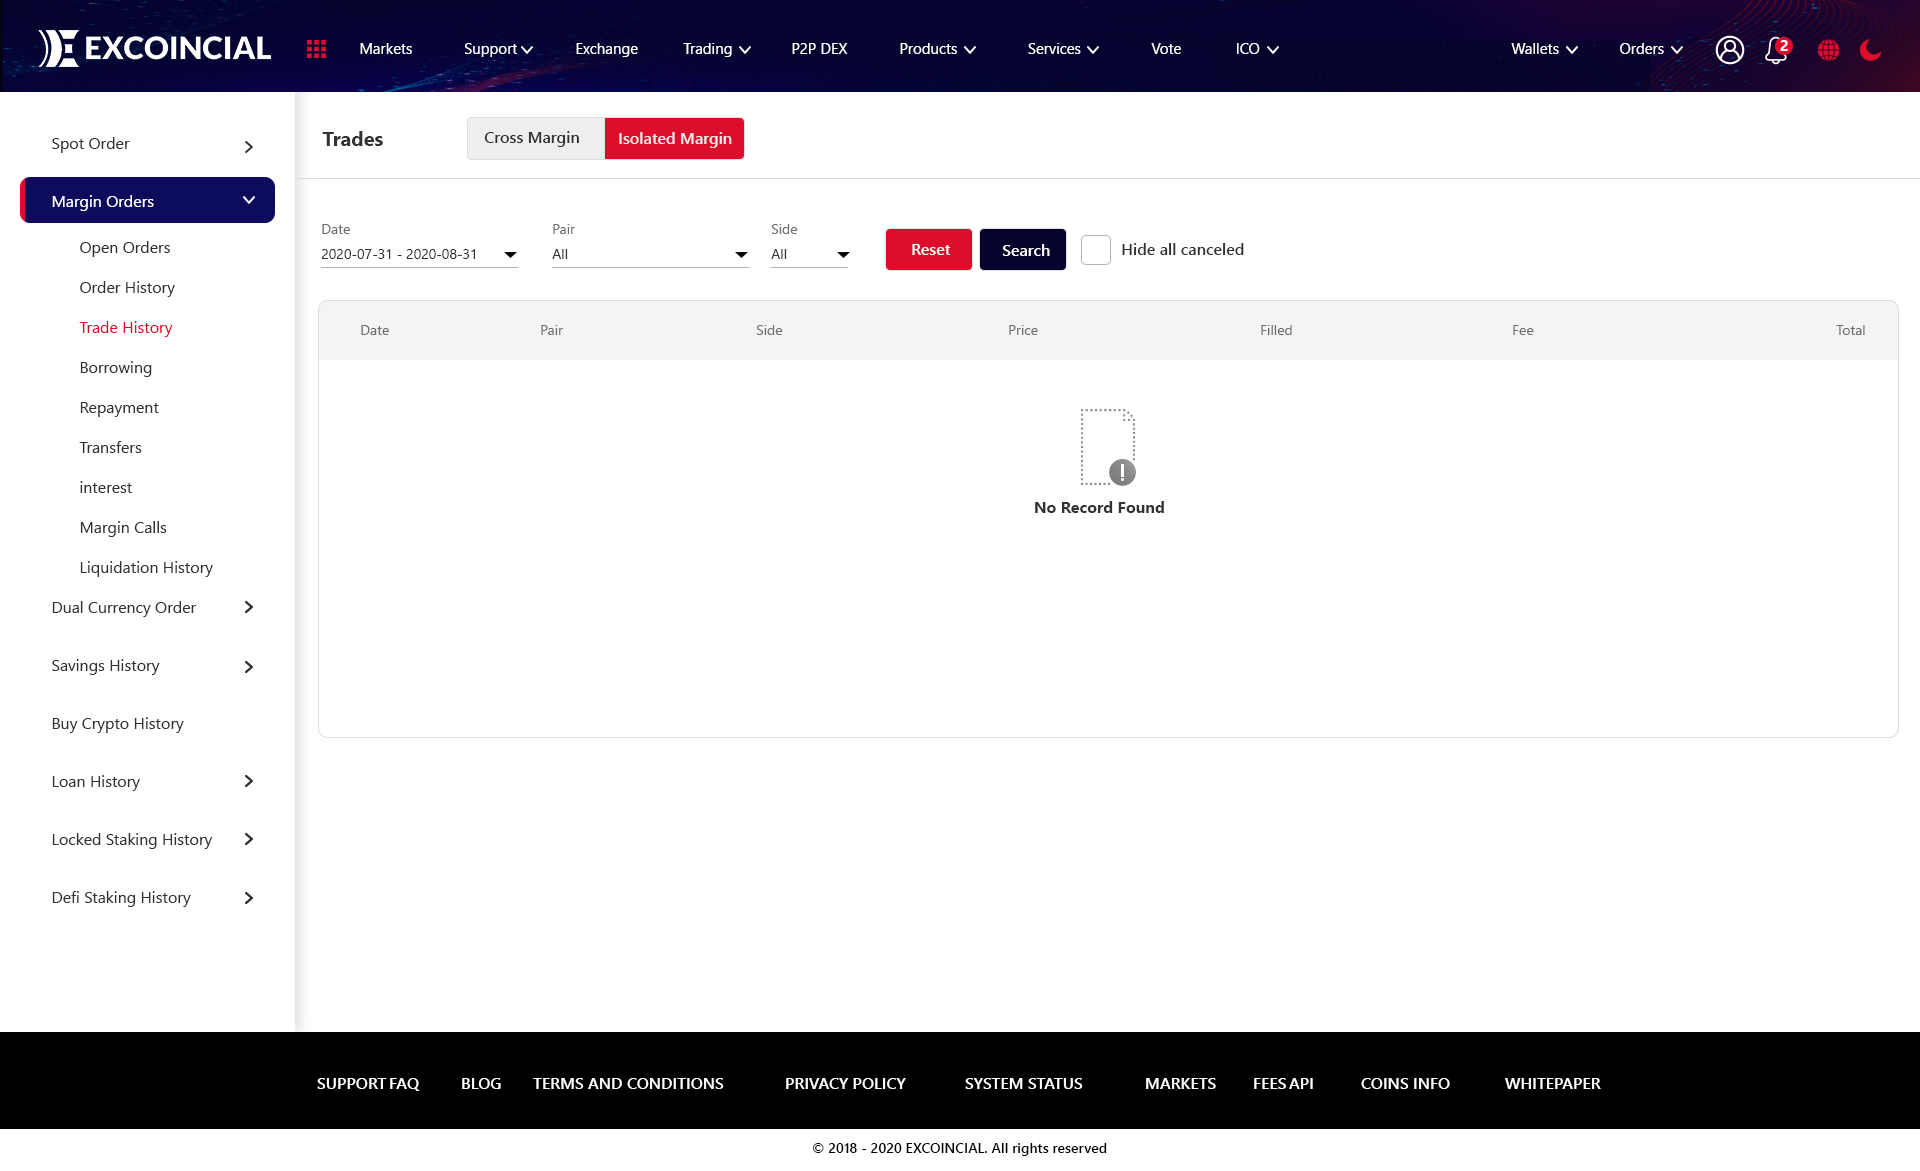 EXCOINCIAL Markets Support Exchange Trading P2P DEX Products Services Vote ICO Wallets Orders 2
Spot Order
Margin Orders
Open Orders
Order History
Trade History
Borrowing
Repayment
Transfers
interest
Margin Calls
Liquidation History
Dual Currency Order
Savings History
Buy Crypto History
Loan History
Locked Staking History
Defi Staking History
Trades Cross Margin Isolated Margin
Date Pair Side
2020-07-31 - 2020-08-31 All All Reset Search Hide all canceled
Date Pair Side Price Filled Fee Total
No Record Found
SUPPORT FAQ BLOG TERMS AND CONDITIONS PRIVACY POLICY SYSTEM STATUS MARKETS FEES API COINS INFO WHITEPAPER
© 2018 - 2020 EXCOINCIAL. All rights reserved